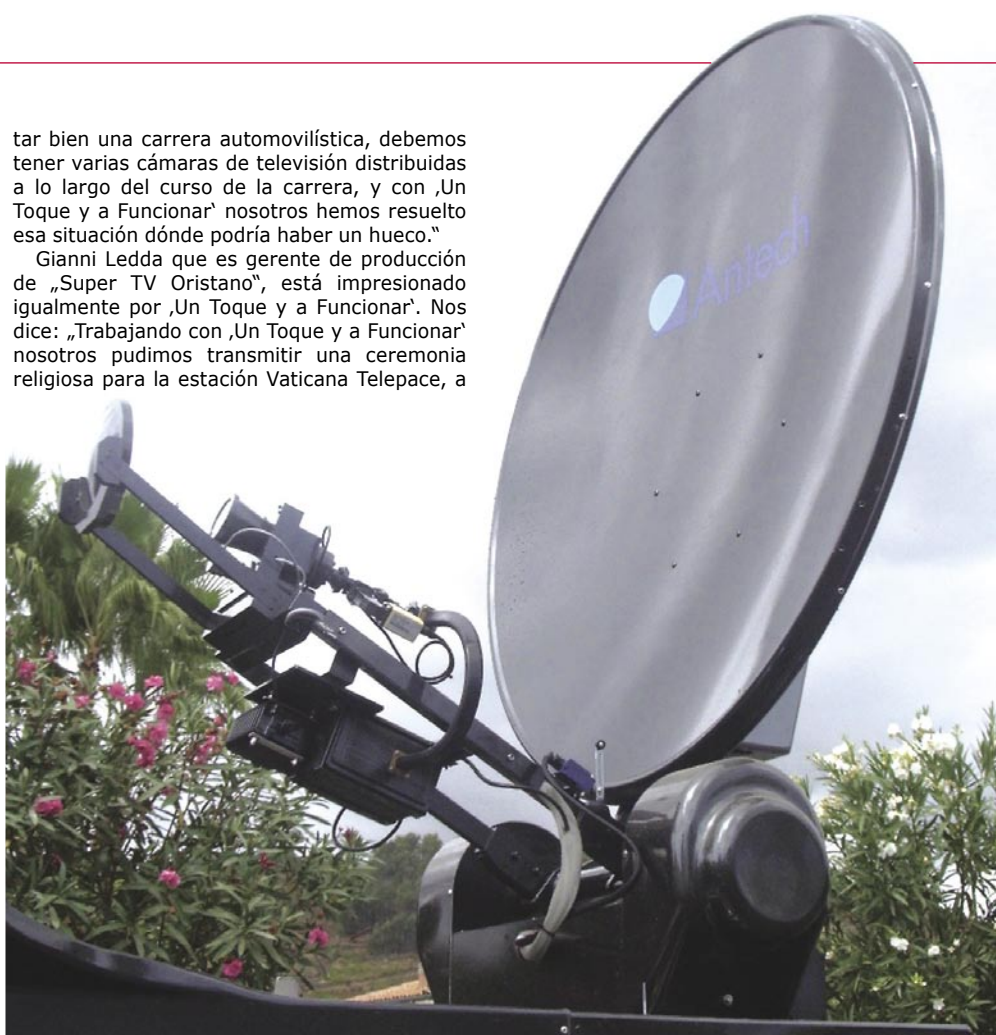 tar bien una carrera automovilística, debemos
tener varias cámaras de televisión distribuidas
a lo largo del curso de la carrera, y con ‚Un
Toque y a Funcionar‘ nosotros hemos resuelto
esa situación dónde podría haber un hueco.“
Gianni Ledda que es gerente de producción
de „Super TV Oristano“, está impresionado
igualmente por ‚Un Toque y a Funcionar‘. Nos
dice: „Trabajando con ‚Un Toque y a Funcionar‘
nosotros pudimos transmitir una ceremonia
religiosa para la estación Vaticana Telepace, a
Antech